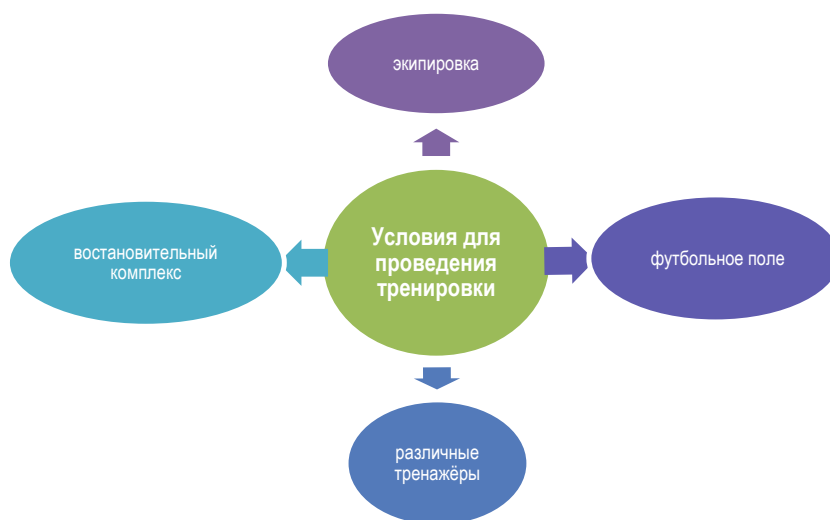 экипировка
Условия для
проведения
тренировки
востановительный
комплекс
футбольное поле
различные
тренажёры